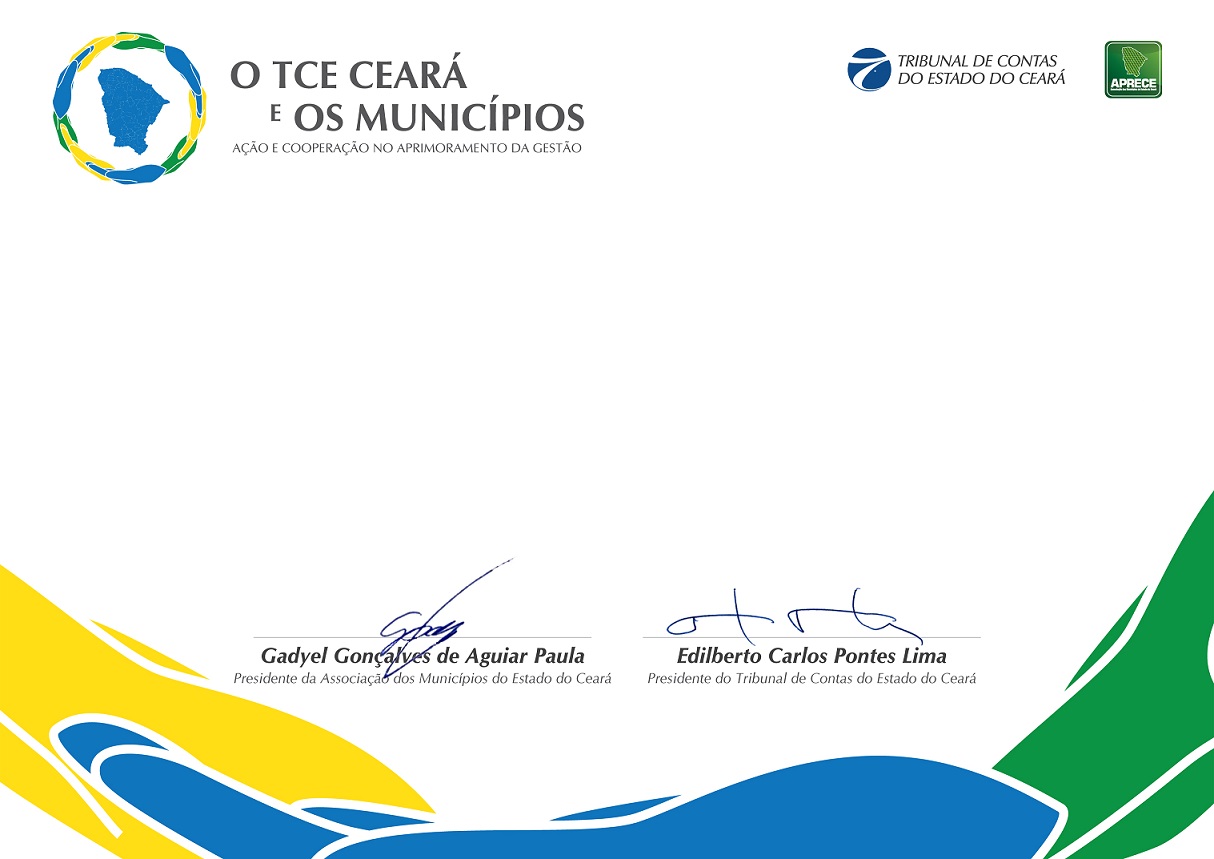 O TCE CEARÁ
E OS MUNICÍPIOS
AÇÃO E COOPERAÇÃO NO APRIMORAMENTO DA GESTÃO
TRIBUNAL DE CONTAS
DO ESTADO DO CEARÁ
APRECE
Gadyel Gonçalves de Aguiar Paula
Presidente da Associação dos Municípios do Estado do Ceará
Edilberto Carlos Pontes Lima
Presidente do Tribunal de Contas do Estado do Ceará